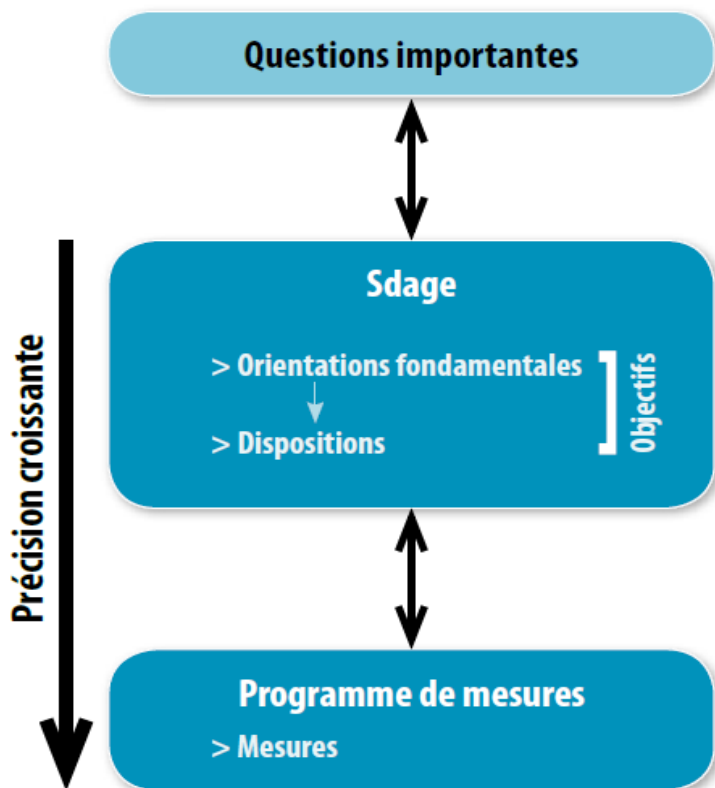 Questions importantes
Précision croissante
Sdage
> Orientations fondamentales
> Dispositions
Objectifs
Programme de mesures
> Mesures